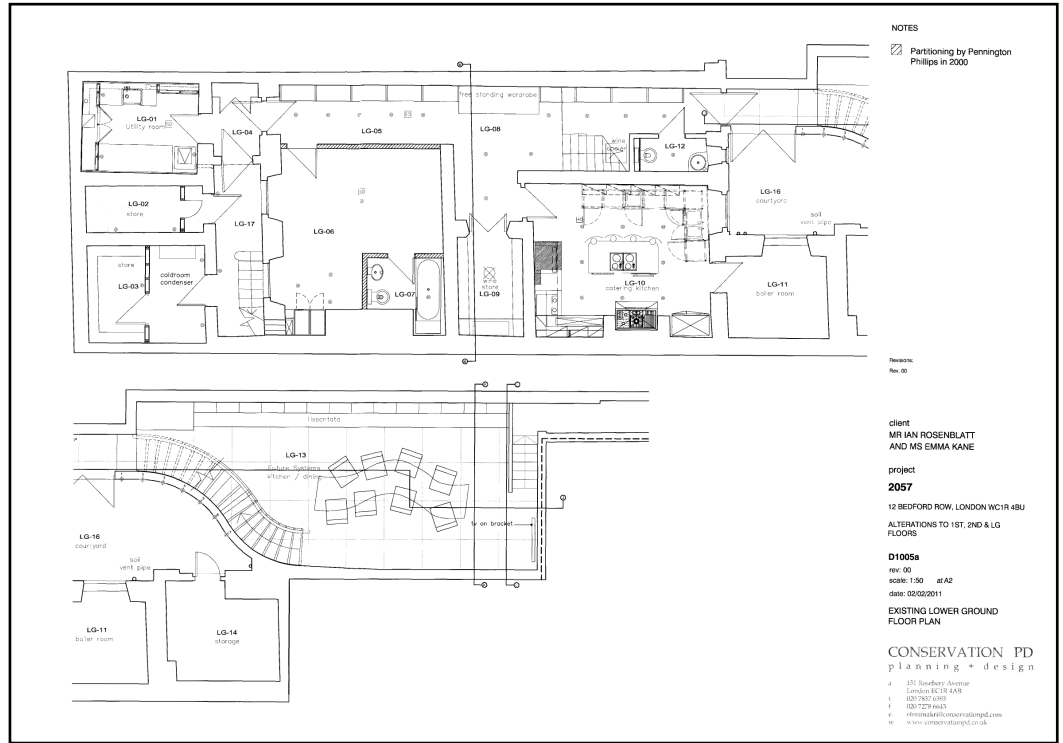 NOTES
Partitioning by Pennington
Phillips in 2000
LG-01
Utility room
LG-04
LG-05
free standing wardrobe
LG-08
wine
LG-12
LG-02
store
LG-17
LG-06
LG-16
courtyard
soil
vent pipe
store
LG-03
coldroom
condenser
LG-07
wine
store
LG-09
LG-10
catering kitchen
LG-11
boiler room
LG-13
Future Systems
kitchen / dining
tv on bracket
LG-16
courtyard
soil
vent pipe
LG-11
boiler room
LG-14
storage
Revisions:
Rev. 00
client
MR IAN ROSENBLATT
AND MS EMMA KANE
project
2057
12 BEDFORD ROW, LONDON WC1R 4BU
ALTERATIONS TO 1ST, 2ND & LG
FLOORS
D1005a
rev: 00
scale: 1:50 at A2
date: 02/02/2011
EXISTING LOWER GROUND
FLOOR PLAN
CONSERVATION PD
planning + design
a 151 Rosebery Avenue
London EC1R 4AB
t 020 7837 6393
f 020 7278 6643
e
w www.conservationpd.co.uk